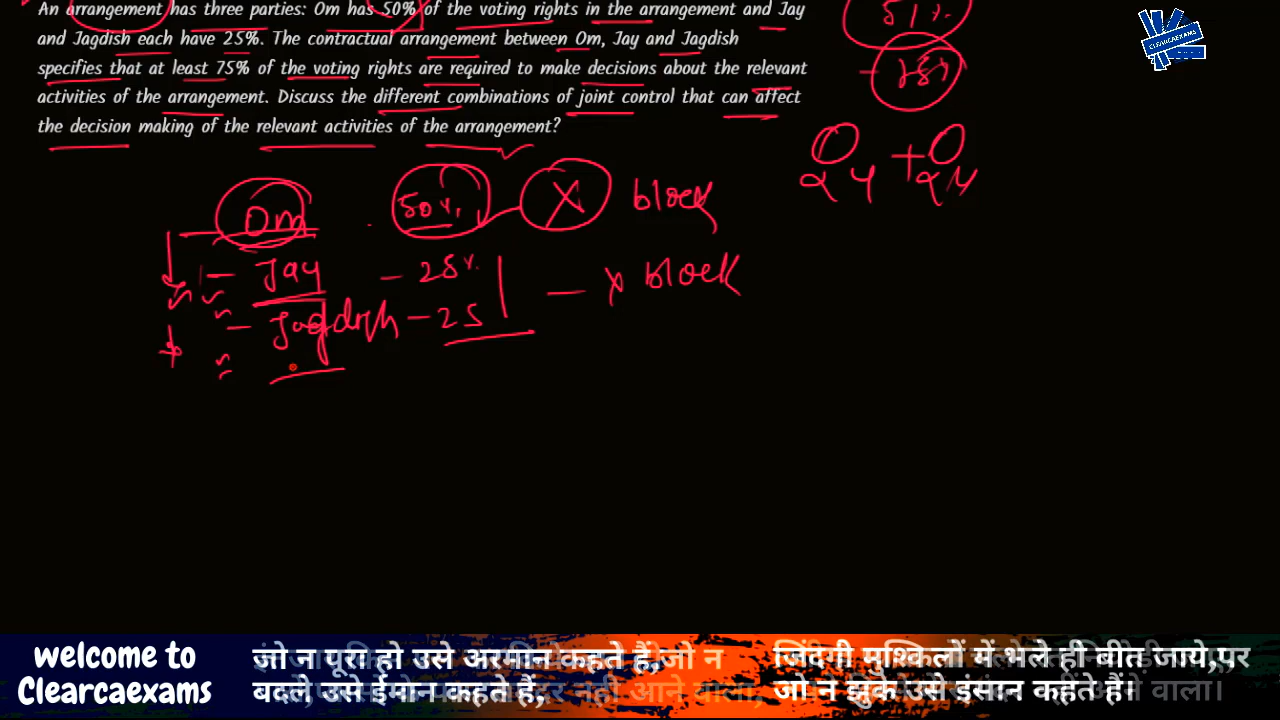 An arrangement has three parties: Om has 50% of the voting rights in the arrangement and Jay
and Jagdish each have 25%. The contractual arrangement between Om, Jay and Jagdish
specifies that at least 75% of the voting rights are required to make decisions about the relevant
activities of the arrangement. Discuss the different combinations of joint control that can affect
the decision making of the relevant activities of the arrangement?
51%
CLEARCAEXAMS
O + O
Om 50%. X block
1 - Jay - 25%.
- X block
- Jagdish - 25
welcome to
Clearcaexams
जो न पूरा हो उसे अरमान कहते हैं,जो न
बदले उसे ईमान कहते हैं,
जिंदगी मुश्किलों में भले ही बीत जाये,पर
जो न झुके उसे इंसान कहते हैं।